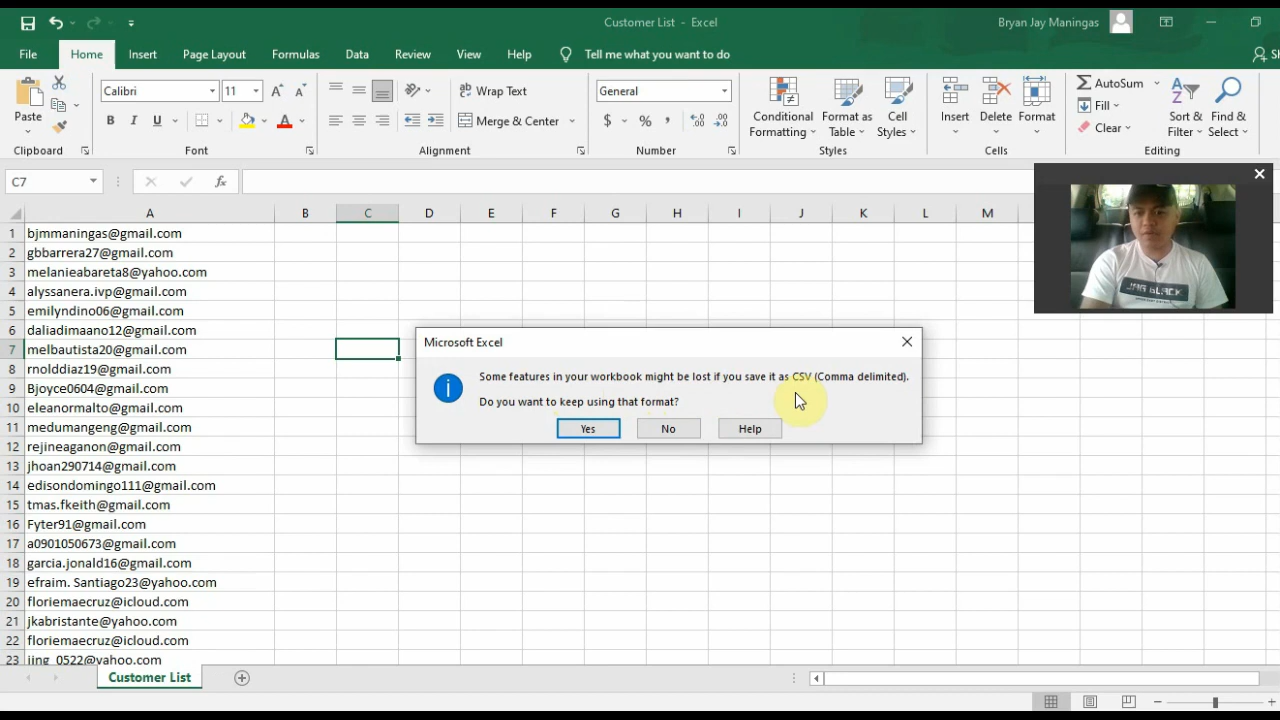 Customer List - Excel
Bryan Jay Maningas
File Home Insert Page Layout Formulas Data Review View Help Tell me what you want to do
Calibri 11 Wrap Text General AutoSum
Fill
Paste Merge & Center Conditional Formatting Format as Table Cell Styles Insert Delete Format Clear Sort & Filter Find & Select
Clipboard Font Alignment Number Styles Cells Editing
C7 fx
A B C D E F G H I J K L M
1 bjmmaningas@gmail.com
2 gbbarrera27@gmail.com
3 melanieabareta8@yahoo.com
4 alyssanera.ivp@gmail.com
5 emilyndino06@gmail.com
6 daliadimaano12@gmail.com
7 melbautista20@gmail.com
8 rnolddiaz19@gmail.com
9 Bjoyce0604@gmail.com
10 eleanormalto@gmail.com
11 medumangeng@gmail.com
12 rejineaganon@gmail.com
13 jhoan290714@gmail.com
14 edisondomingo111@gmail.com
15 tmas.fkeith@gmail.com
16 Fyter91@gmail.com
17 a0901050673@gmail.com
18 garcia.jonald16@gmail.com
19 efraim. Santiago23@yahoo.com
20 floriemaecruz@icloud.com
21 jkabristante@yahoo.com
22 floriemaecruz@icloud.com
23 jing_0522@yahoo.com
Microsoft Excel
Some features in your workbook might be lost if you save it as CSV (Comma delimited).
Do you want to keep using that format?
Yes No Help
JAG BLACK
Customer List